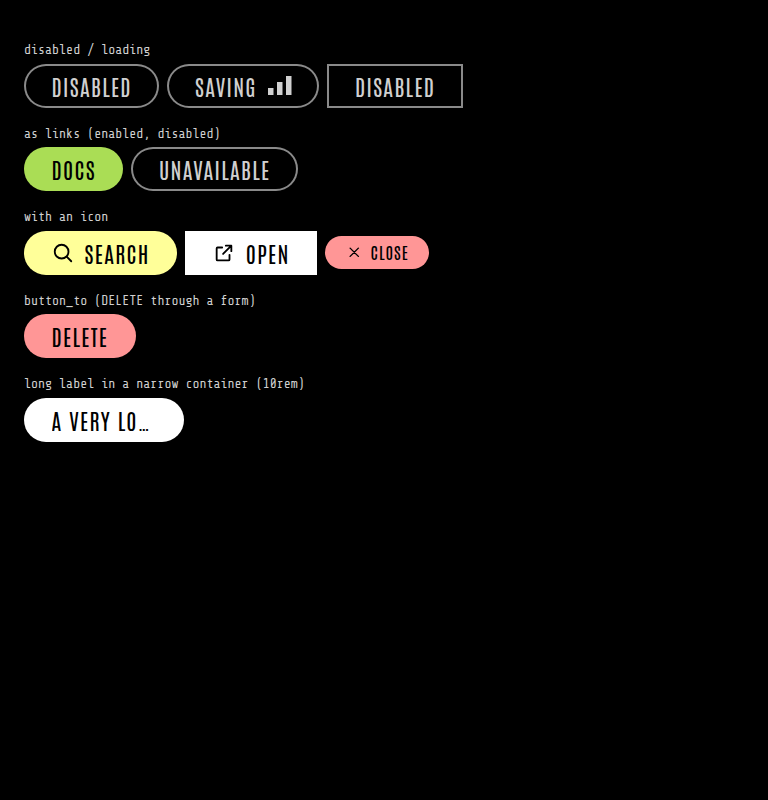 disabled / loading
DISABLED SAVING DISABLED
as links (enabled, disabled)
DOCS UNAVAILABLE
with an icon
SEARCH OPEN CLOSE
button_to (DELETE through a form)
DELETE
long label in a narrow container (10rem)
A VERY LO…